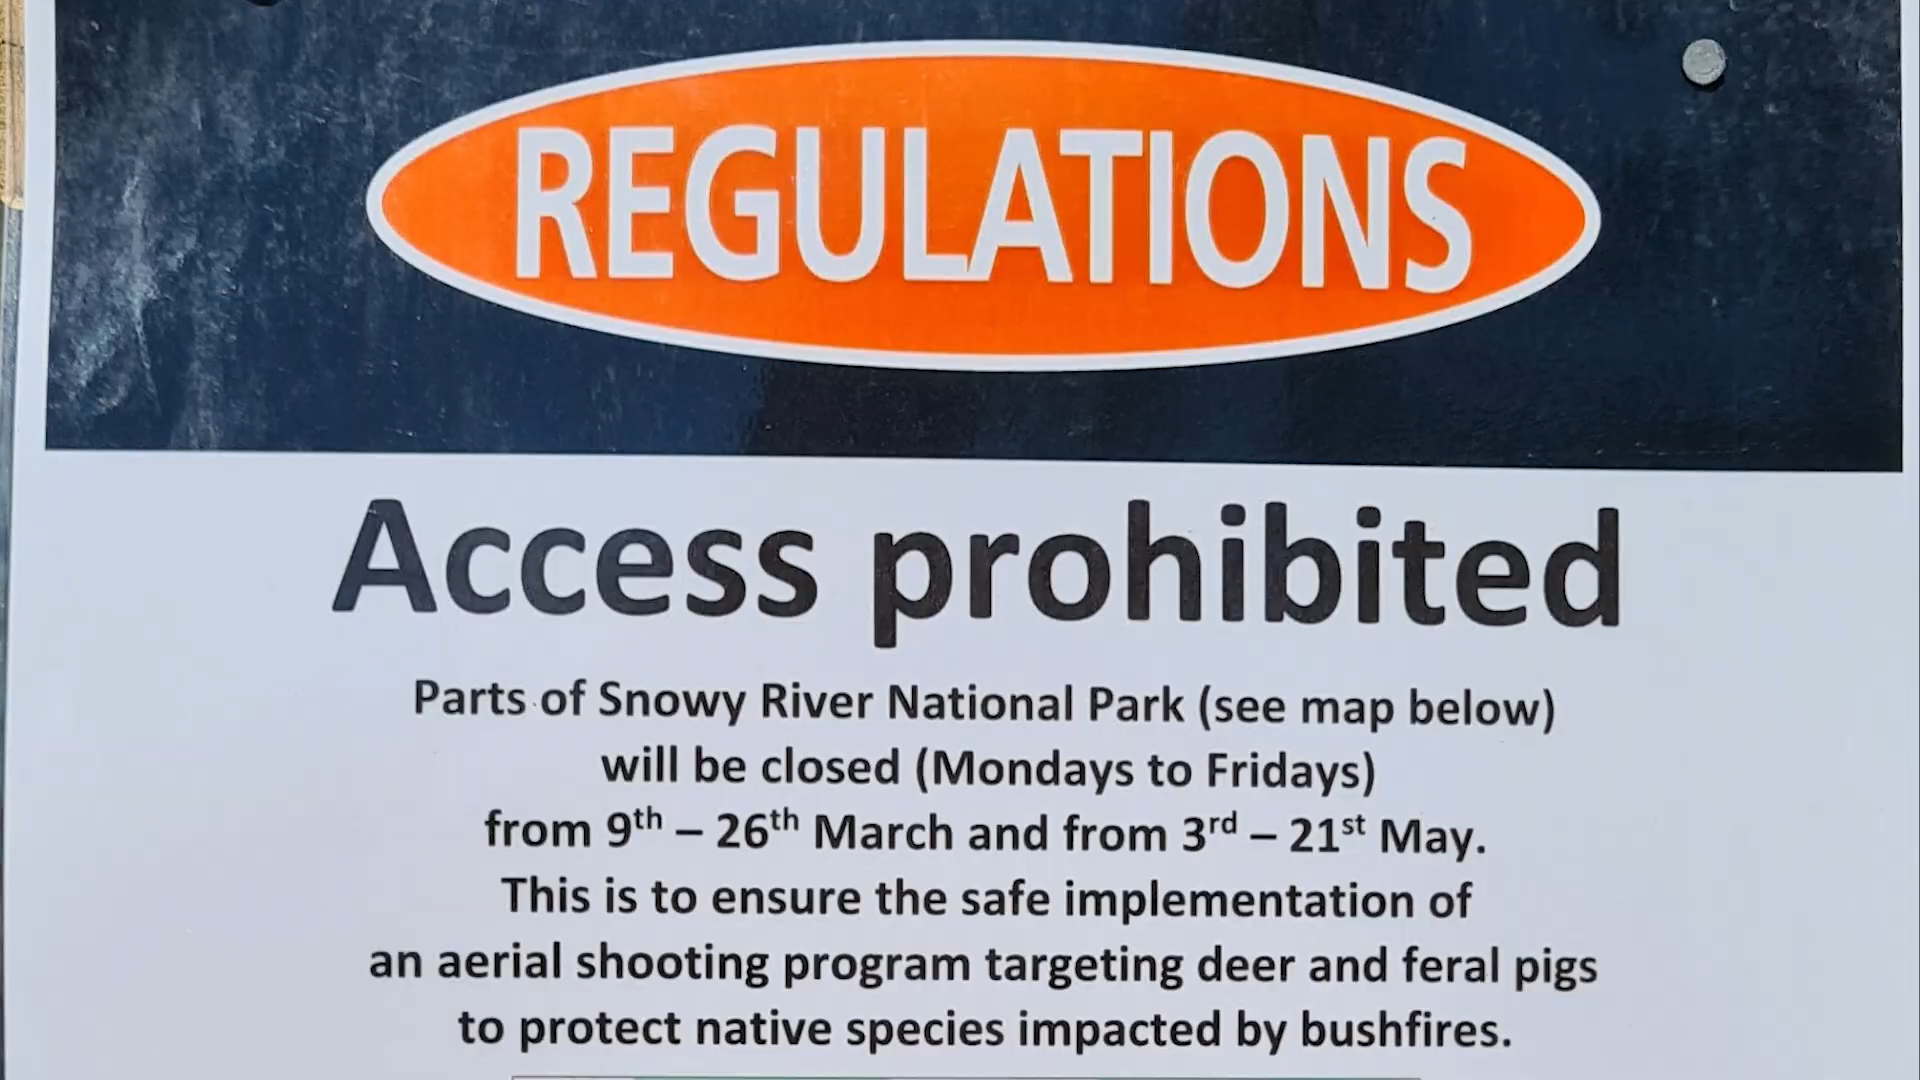 REGULATIONS
Access prohibited
Parts of Snowy River National Park (see map below)
will be closed (Mondays to Fridays)
from 9th – 26th March and from 3rd – 21st May.
This is to ensure the safe implementation of
an aerial shooting program targeting deer and feral pigs
to protect native species impacted by bushfires.